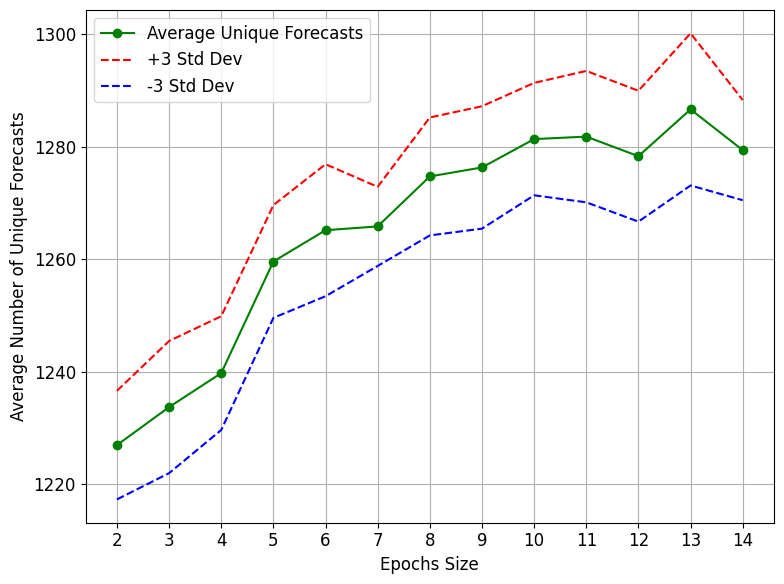 Average Unique Forecasts
+3 Std Dev
-3 Std Dev
Average Number of Unique Forecasts
1300
1280
1260
1240
1220
2 3 4 5 6 7 8 9 10 11 12 13 14
Epochs Size